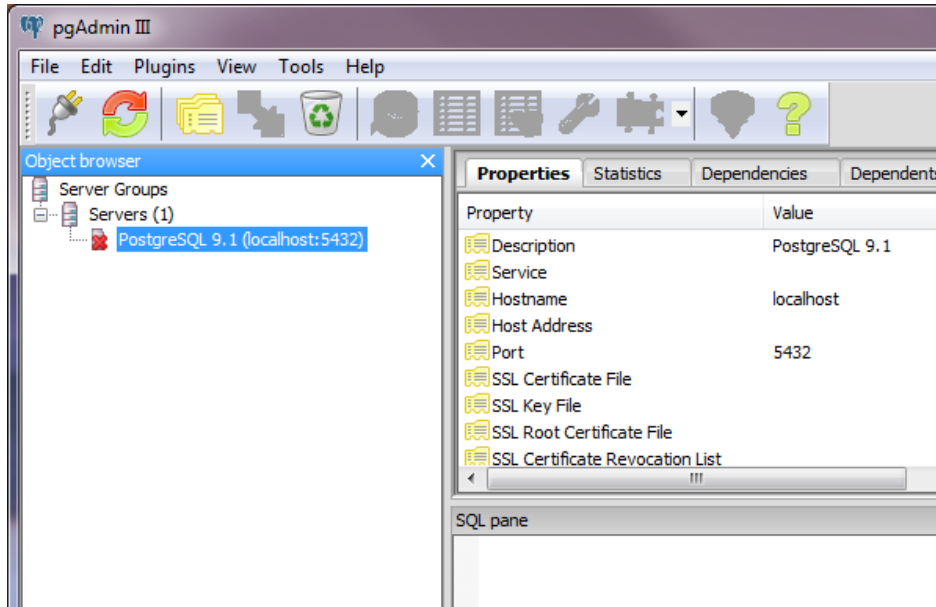 pgAdmin III
File Edit Plugins View Tools Help
Object browser
Server Groups
Servers (1)
PostgreSQL 9.1 (localhost:5432)
Properties Statistics Dependencies Dependents
Property Value
Description PostgreSQL 9.1
Service
Hostname localhost
Host Address
Port 5432
SSL Certificate File
SSL Key File
SSL Root Certificate File
SSL Certificate Revocation List
SQL pane